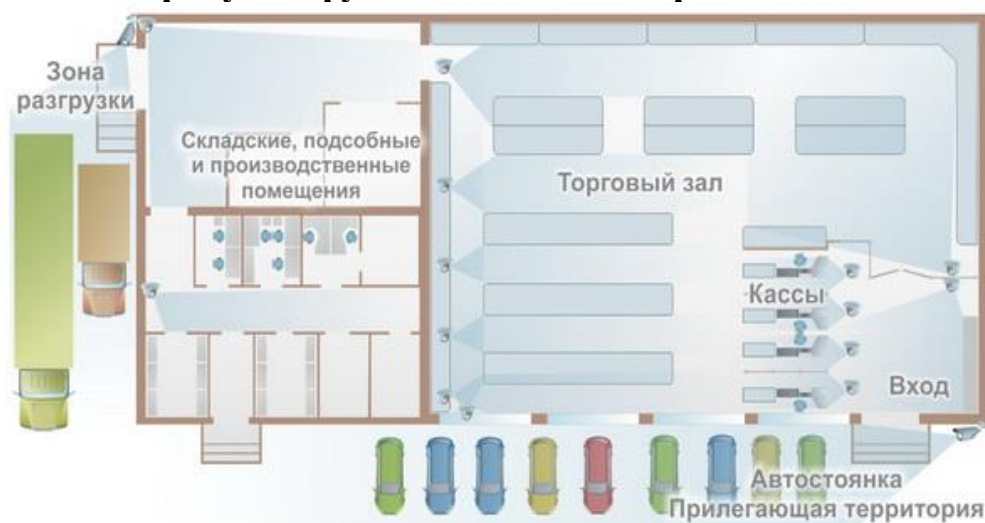 Зона
разгрузки
Складские, подсобные
и производственные
помещения
Торговый зал
Кассы
Вход
Автостоянка
Прилегающая территория